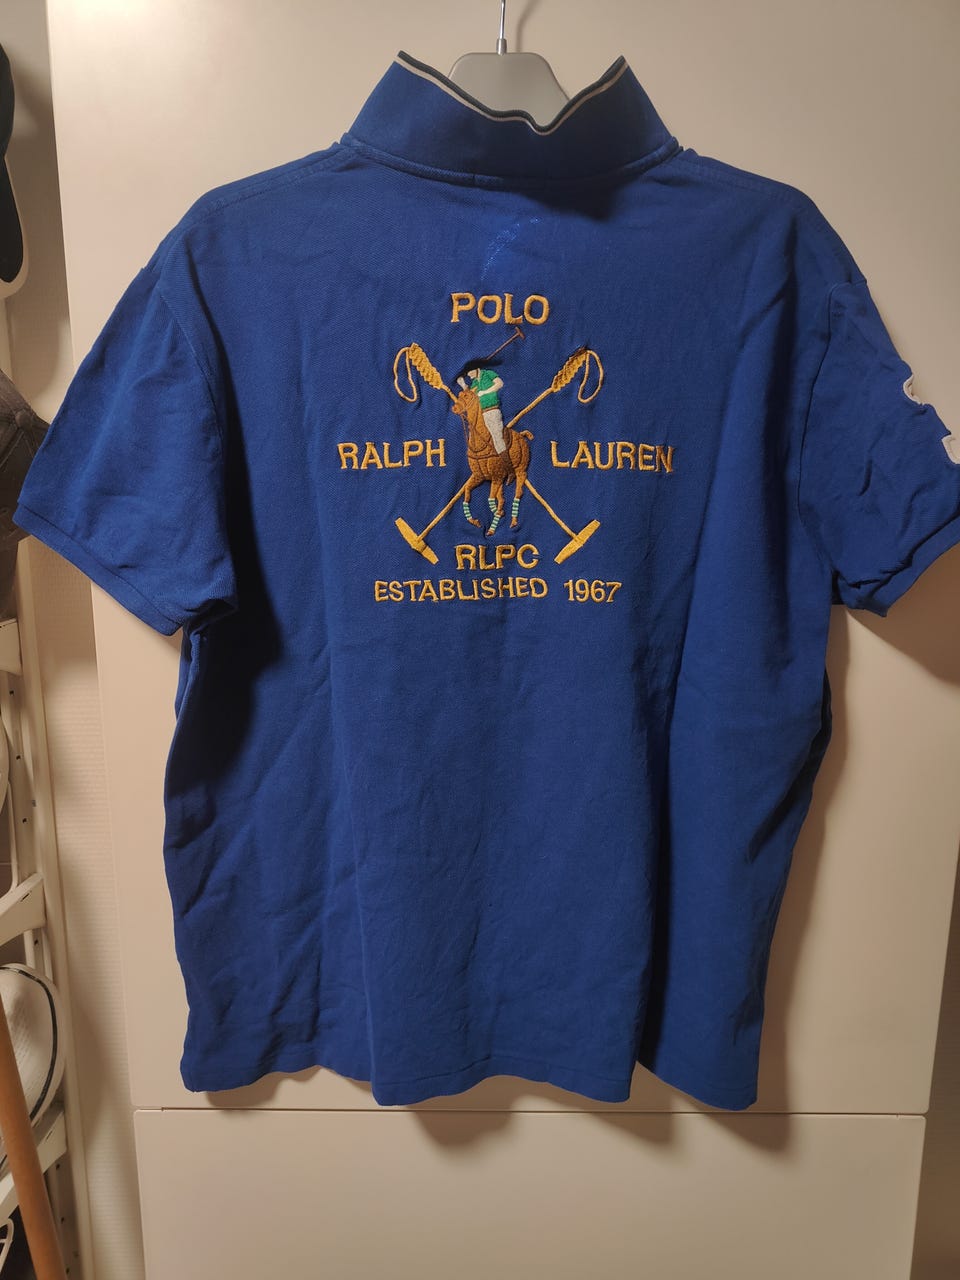 POLO
RALPH LAUREN
RLPC
ESTABLISHED 1967